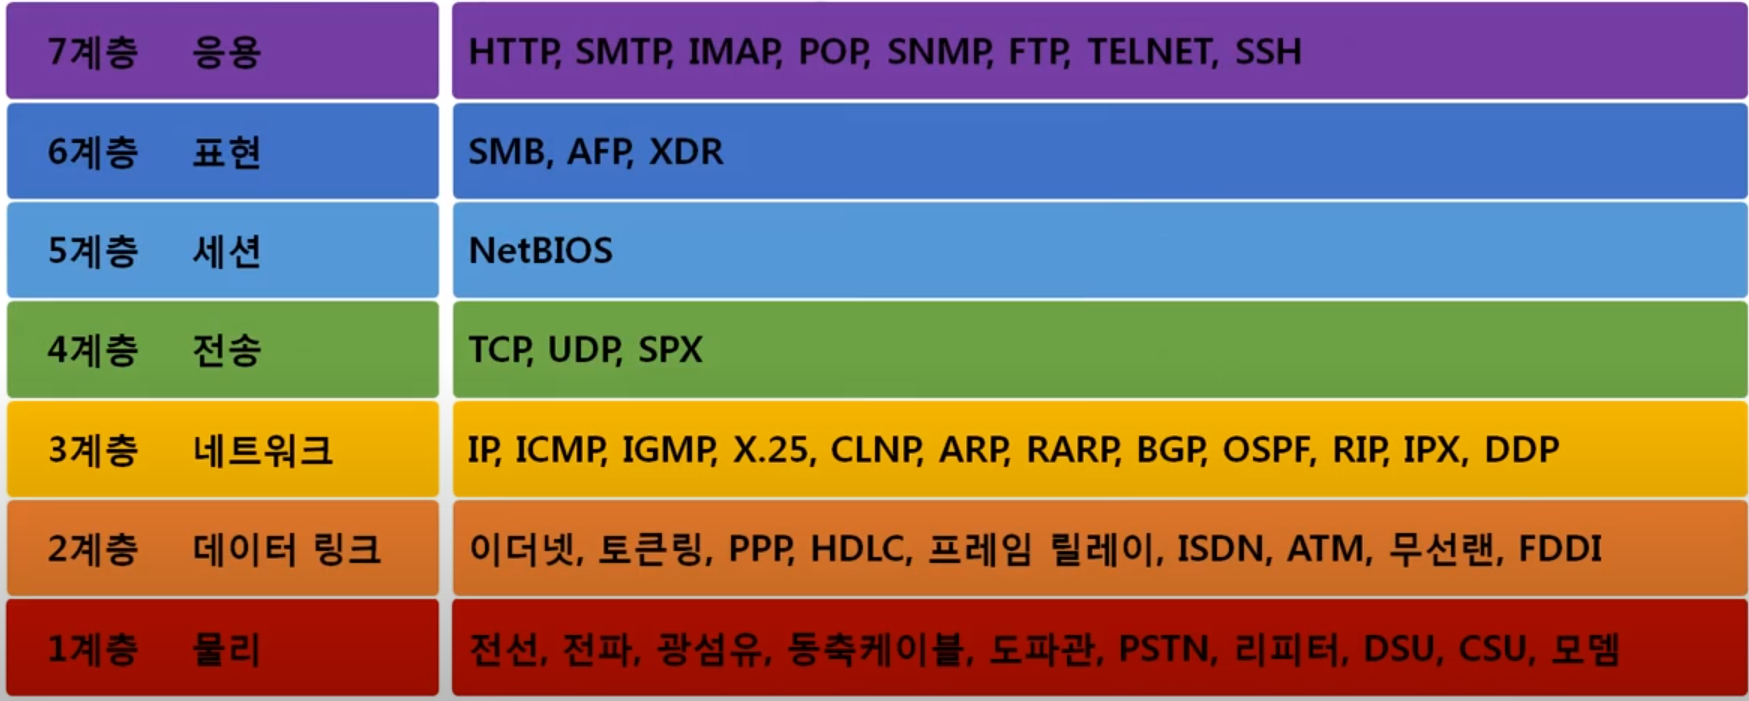 7계층 응용 HTTP, SMTP, IMAP, POP, SNMP, FTP, TELNET, SSH
6계층 표현 SMB, AFP, XDR
5계층 세션 NetBIOS
4계층 전송 TCP, UDP, SPX
3계층 네트워크 IP, ICMP, IGMP, X.25, CLNP, ARP, RARP, BGP, OSPF, RIP, IPX, DDP
2계층 데이터 링크 이더넷, 토큰링, PPP, HDLC, 프레임 릴레이, ISDN, ATM, 무선랜, FDDI
1계층 물리 전선, 전파, 광섬유, 동축케이블, 도파관, PSTN, 리피터, DSU, CSU, 모뎀